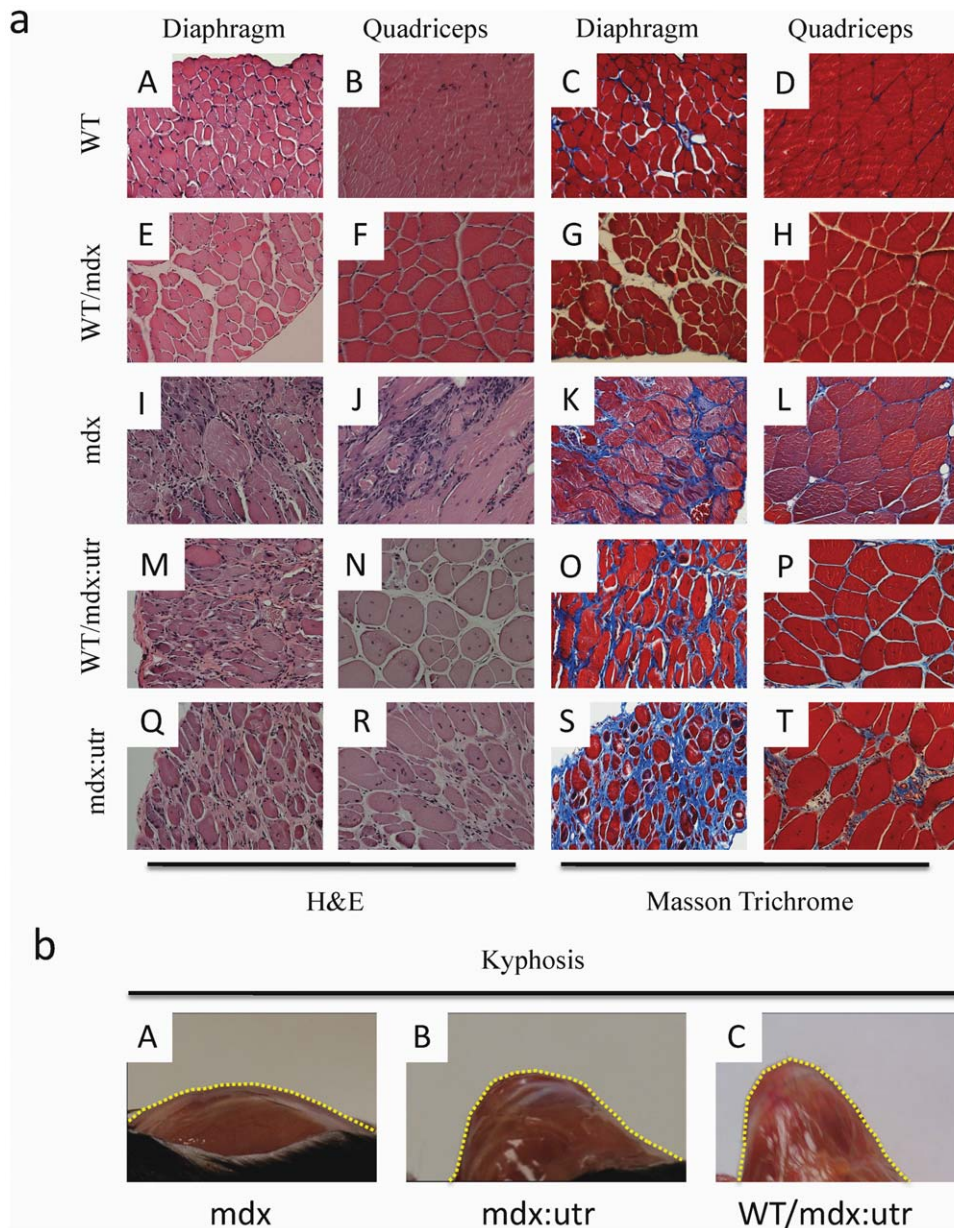 a
Diaphragm Quadriceps Diaphragm Quadriceps
WT
A B C D
WT/mdx
E F G H
mdx
I J K L
WT/mdx:utr
M N O P
mdx:utr
Q R S T
H&E Masson Trichrome
b
Kyphosis
A B C
mdx mdx:utr WT/mdx:utr